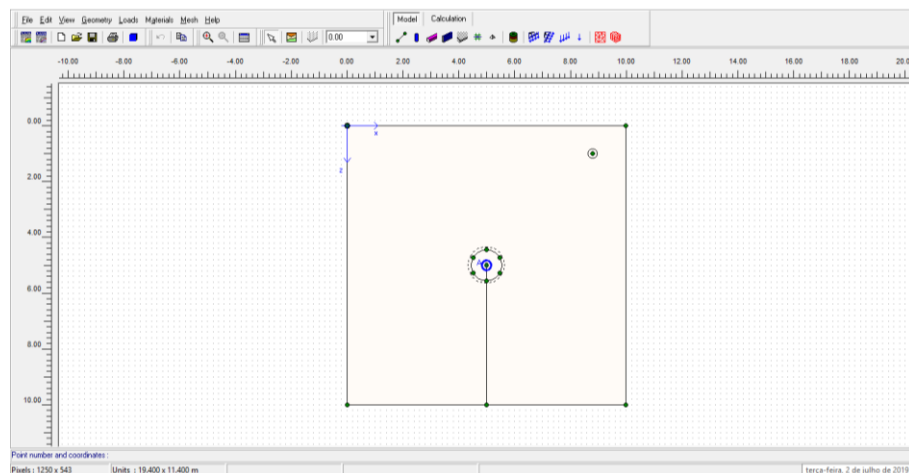 File Edit View Geometry Loads Materials Mesh Help
Model Calculation
0.00
-10.00 -8.00 -6.00 -4.00 -2.00 0.00 2.00 4.00 6.00 8.00 10.00 12.00 14.00 16.00 18.00 20.0
0.00
x
z
2.00
4.00
A
6.00
8.00
10.00
Point number and coordinates :
Pixels : 1250 x 543 Units : 19.400 x 11.400 m terca-feira, 2 de julho de 2019